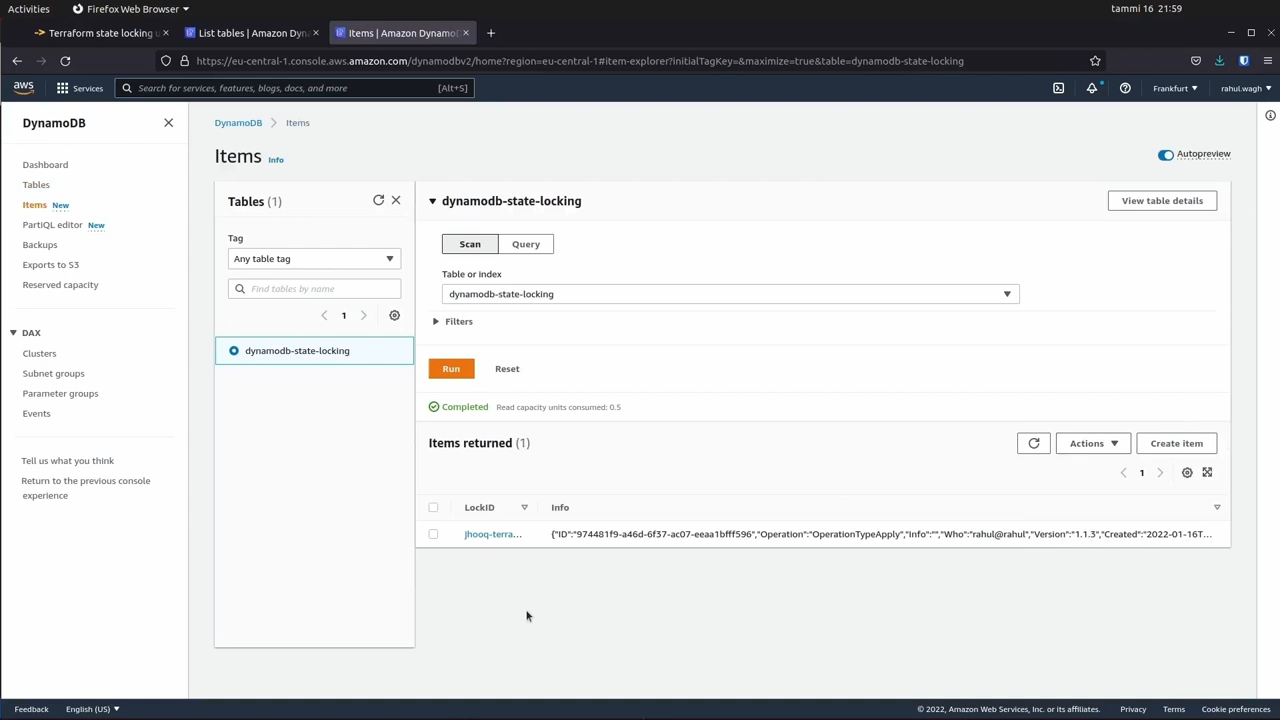 Activities
Firefox Web Browser
tammi 16 21:59
Terraform state locking u
List tables | Amazon Dyn
Items | Amazon DynamoD
https://eu-central-1.console.aws.amazon.com/dynamodbv2/home?region=eu-central-1#item-explorer?initialTagKey=&maximize=true&table=dynamodb-state-locking
aws
Services
Search for services, features, blogs, docs, and more
[Alt+S]
Frankfurt
rahul.wagh
DynamoDB
Dashboard
Tables
Items New
PartiQL editor New
Backups
Exports to S3
Reserved capacity
DAX
Clusters
Subnet groups
Parameter groups
Events
Tell us what you think
Return to the previous console
experience
DynamoDB
Items
Items Info
Autopreview
Tables (1)
Tag
Any table tag
Find tables by name
1
dynamodb-state-locking
dynamodb-state-locking
View table details
Scan
Query
Table or index
dynamodb-state-locking
Filters
Run
Reset
Completed
Read capacity units consumed: 0.5
Items returned (1)
Actions
Create item
1
LockID
Info
Jhooq-terra...
{"ID":"974481f9-a46d-6f37-ac07-eeaa1bfff596","Operation":"OperationTypeApply","Info":"","Who":"rahul@rahul","Version":"1.1.3","Created":"2022-01-16T...
Feedback
English (US)
© 2022, Amazon Web Services, Inc. or its affiliates.
Privacy
Terms
Cookie preferences